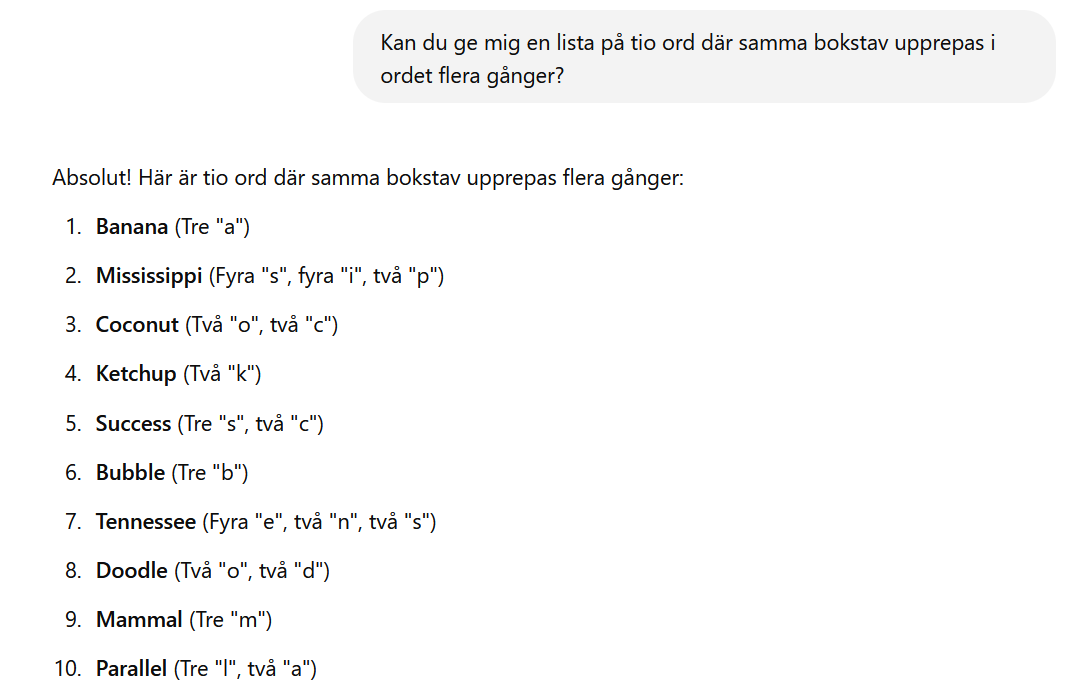 Kan du ge mig en lista på tio ord där samma bokstav upprepas i
ordet flera gånger?
Absolut! Här är tio ord där samma bokstav upprepas flera gånger:
1. Banana (Tre "a")
2. Mississippi (Fyra "s", fyra "i", två "p")
3. Coconut (Två "o", två "c")
4. Ketchup (Två "k")
5. Success (Tre "s", två "c")
6. Bubble (Tre "b")
7. Tennessee (Fyra "e", två "n", två "s")
8. Doodle (Två "o", två "d")
9. Mammal (Tre "m")
10. Parallel (Tre "l", två "a")